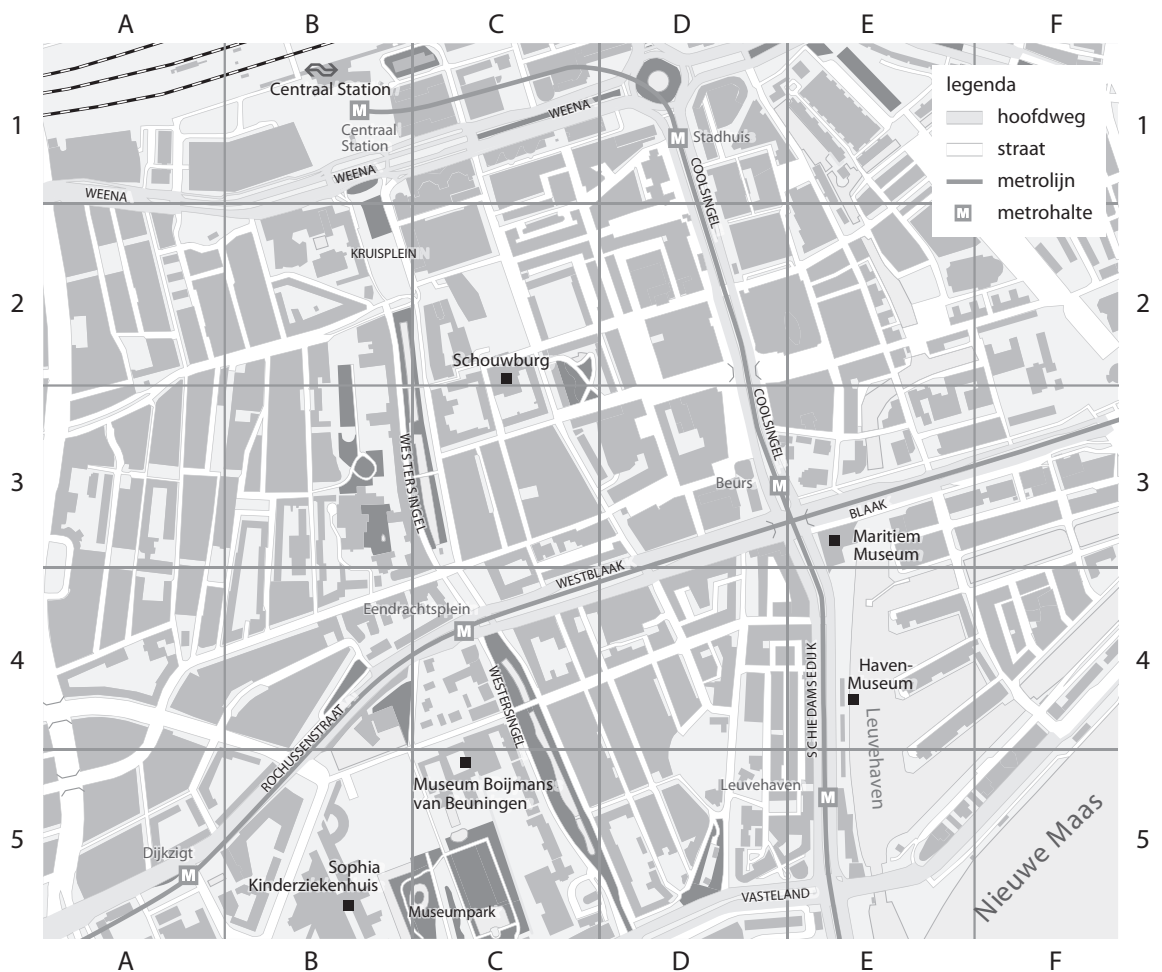 A B C D E F
1
2
3
4
5
1
2
3
4
5
legenda
hoofdweg
straat
metrolijn
M metrohalte
Centraal Station
M
Centraal
Station
WEENA
WEENA
WEENA
M Stadhuis
COOLSINGEL
KRUISPLEIN
Schouwburg
COOLSINGEL
WESTERSINGEL
Beurs M
BLAAK
Maritiem
Museum
WESTBLAAK
Eendrachtsplein
M
WESTERSINGEL
SCHIEDAMSEDIJK
Haven-
Museum
Leuvehaven
ROCHUSSENSTRAAT
Museum Boijmans
van Beuningen
Leuvehaven
M
Dijkzigt
M
Sophia
Kinderziekenhuis
Museumpark
VASTELAND
Nieuwe Maas
A B C D E F